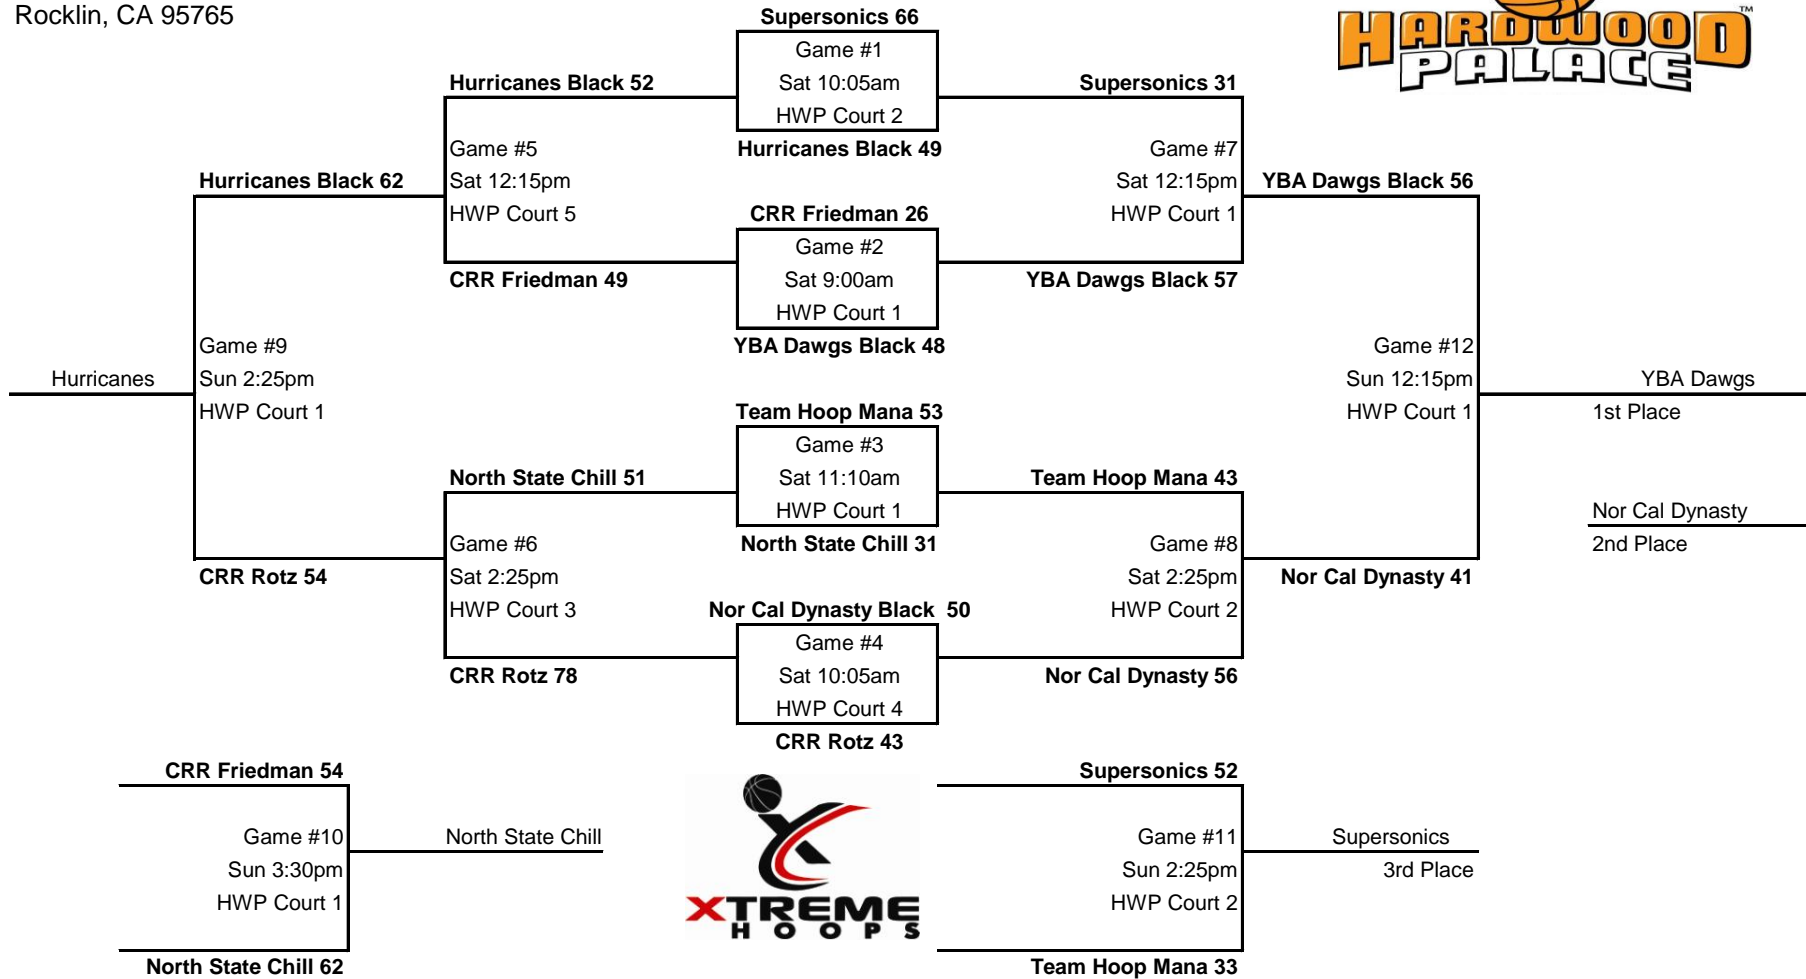 Rocklin, CA 95765
HARDWOOD
PALACE
TM
Supersonics 66
Game #1
Sat 10:05am
HWP Court 2
Hurricanes Black 49
Hurricanes Black 52
Game #5
Sat 12:15pm
HWP Court 5
CRR Friedman 49
Supersonics 31
Game #7
Sat 12:15pm
HWP Court 1
YBA Dawgs Black 57
Hurricanes Black 62
YBA Dawgs Black 56
CRR Friedman 26
Game #2
Sat 9:00am
HWP Court 1
YBA Dawgs Black 48
Game #9
Sun 2:25pm
HWP Court 1
Hurricanes
Game #12
Sun 12:15pm
HWP Court 1
YBA Dawgs
1st Place
Team Hoop Mana 53
Game #3
Sat 11:10am
HWP Court 1
North State Chill 31
North State Chill 51
Game #6
Sat 2:25pm
HWP Court 3
CRR Rotz 78
Team Hoop Mana 43
Game #8
Sat 2:25pm
HWP Court 2
Nor Cal Dynasty 56
Nor Cal Dynasty
2nd Place
CRR Rotz 54
Nor Cal Dynasty 41
Nor Cal Dynasty Black  50
Game #4
Sat 10:05am
HWP Court 4
CRR Rotz 43
CRR Friedman 54
Game #10
Sun 3:30pm
HWP Court 1
North State Chill 62
North State Chill
XTREME
HOOPS
Supersonics 52
Game #11
Sun 2:25pm
HWP Court 2
Team Hoop Mana 33
Supersonics
3rd Place